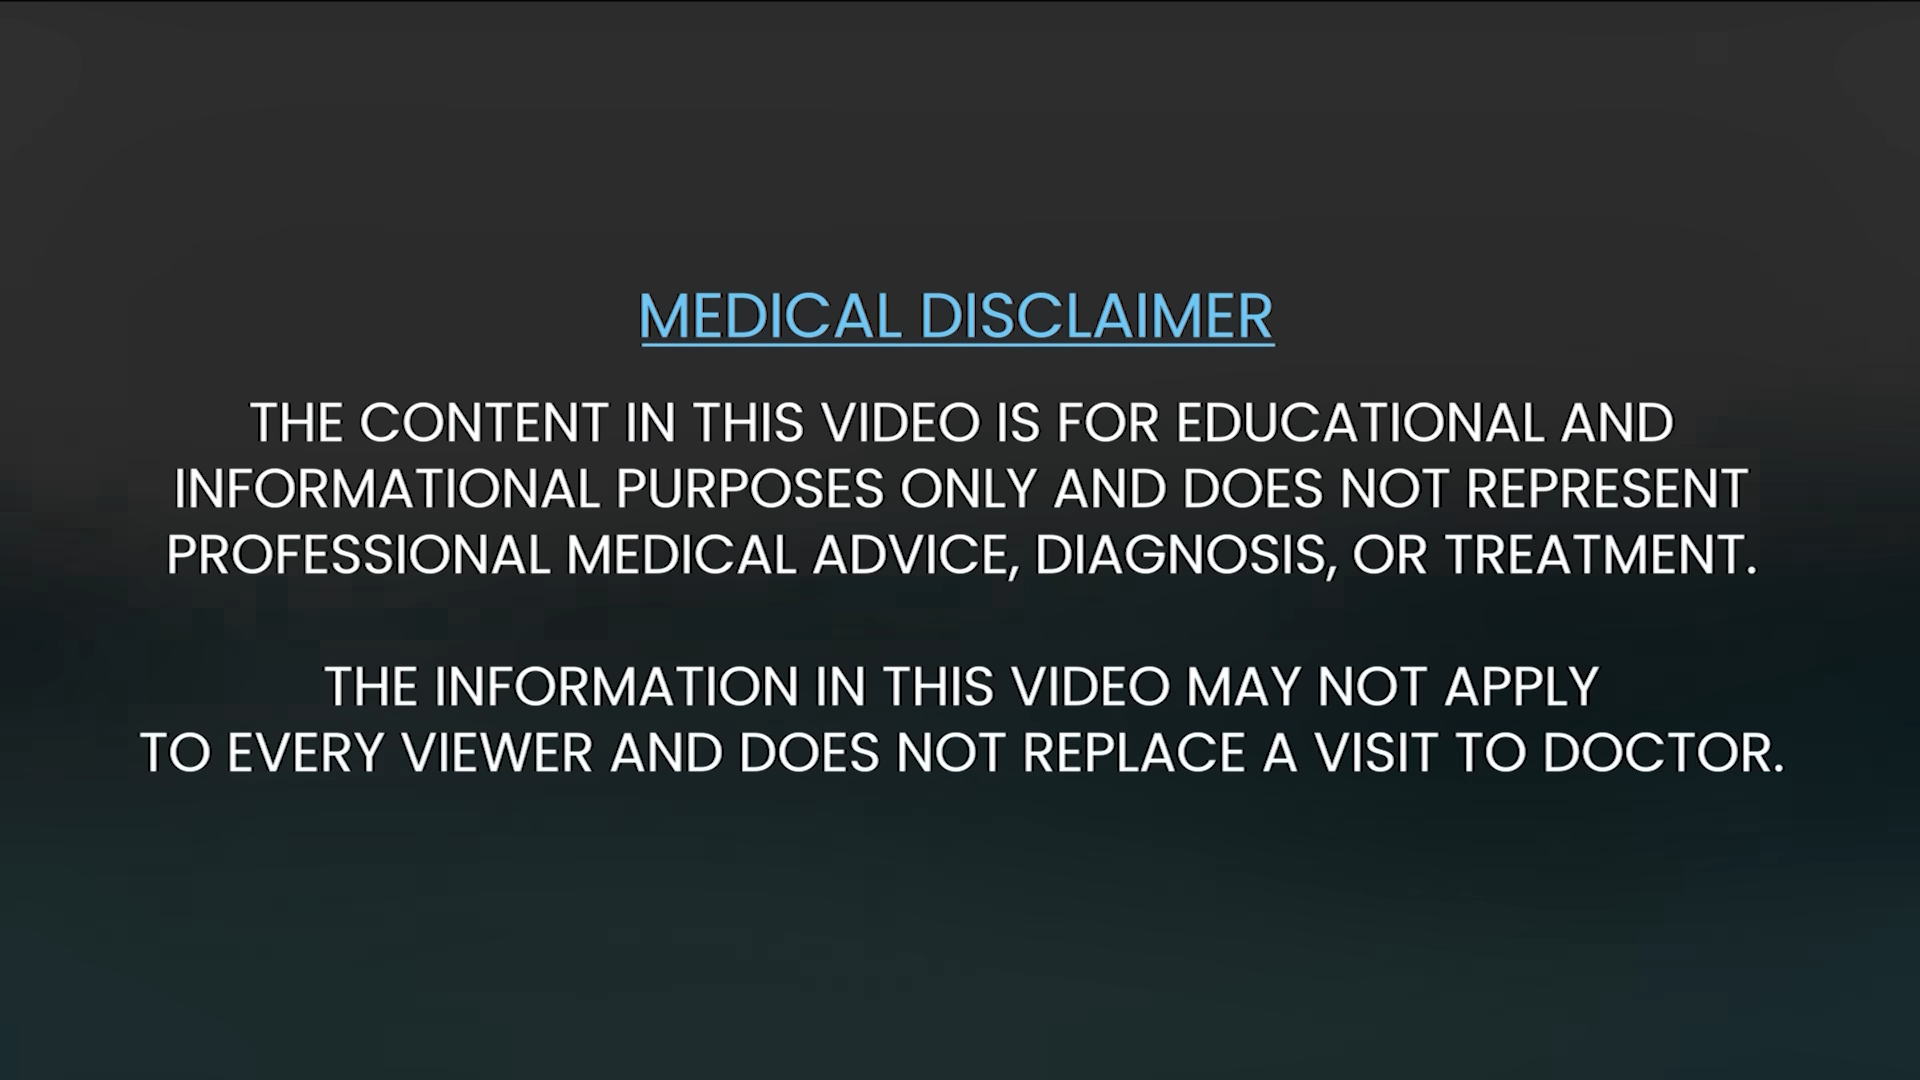 MEDICAL DISCLAIMER
THE CONTENT IN THIS VIDEO IS FOR EDUCATIONAL AND
INFORMATIONAL PURPOSES ONLY AND DOES NOT REPRESENT
PROFESSIONAL MEDICAL ADVICE, DIAGNOSIS, OR TREATMENT.
THE INFORMATION IN THIS VIDEO MAY NOT APPLY
TO EVERY VIEWER AND DOES NOT REPLACE A VISIT TO DOCTOR.